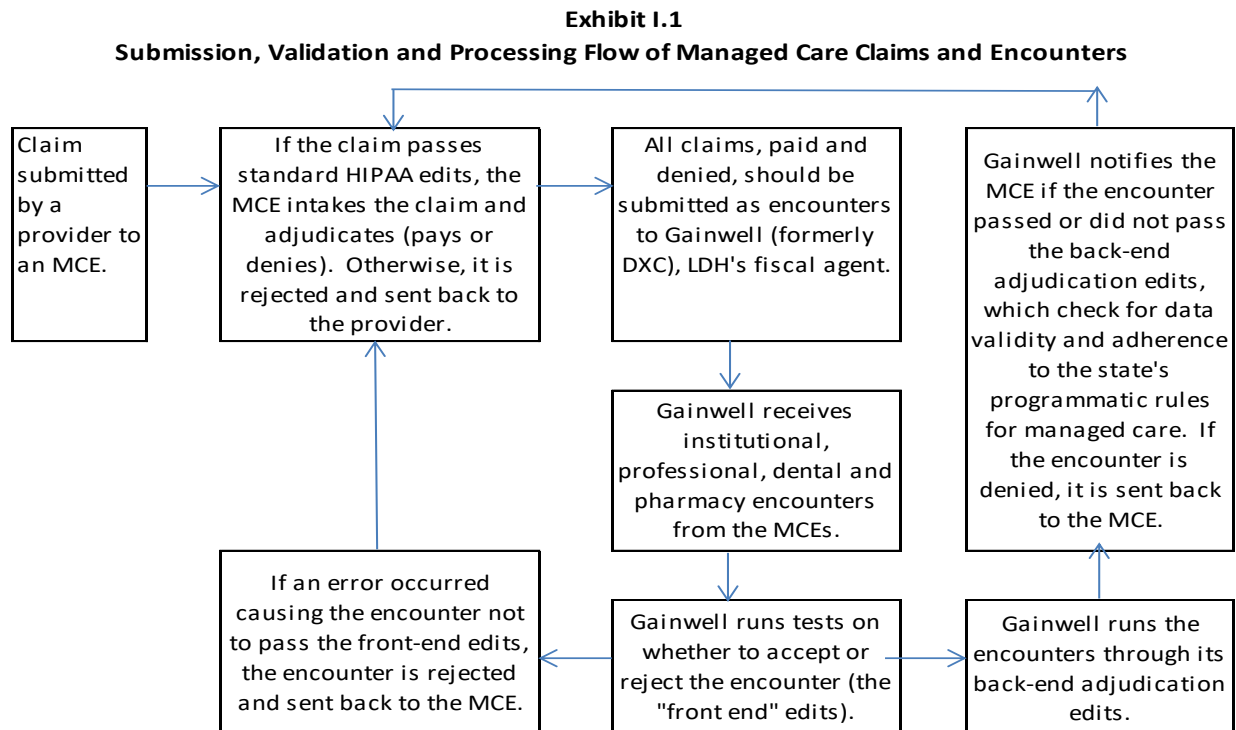 Exhibit I.1
Submission, Validation and Processing Flow of Managed Care Claims and Encounters
Claim
submitted
by a
provider to
an MCE.
If the claim passes
standard HIPAA edits, the
MCE intakes the claim and
adjudicates (pays or
denies). Otherwise, it is
rejected and sent back to
the provider.
All claims, paid and
denied, should be
submitted as encounters
to Gainwell (formerly
DXC), LDH's fiscal agent.
Gainwell notifies the
MCE if the encounter
passed or did not pass
the back-end
adjudication edits,
which check for data
validity and adherence
to the state's
programmatic rules
for managed care. If
the encounter is
denied, it is sent back
to the MCE.
Gainwell receives
institutional,
professional, dental and
pharmacy encounters
from the MCEs.
If an error occurred
causing the encounter not
to pass the front-end edits,
the encounter is rejected
and sent back to the MCE.
Gainwell runs tests on
whether to accept or
reject the encounter (the
"front end" edits).
Gainwell runs the
encounters through its
back-end adjudication
edits.